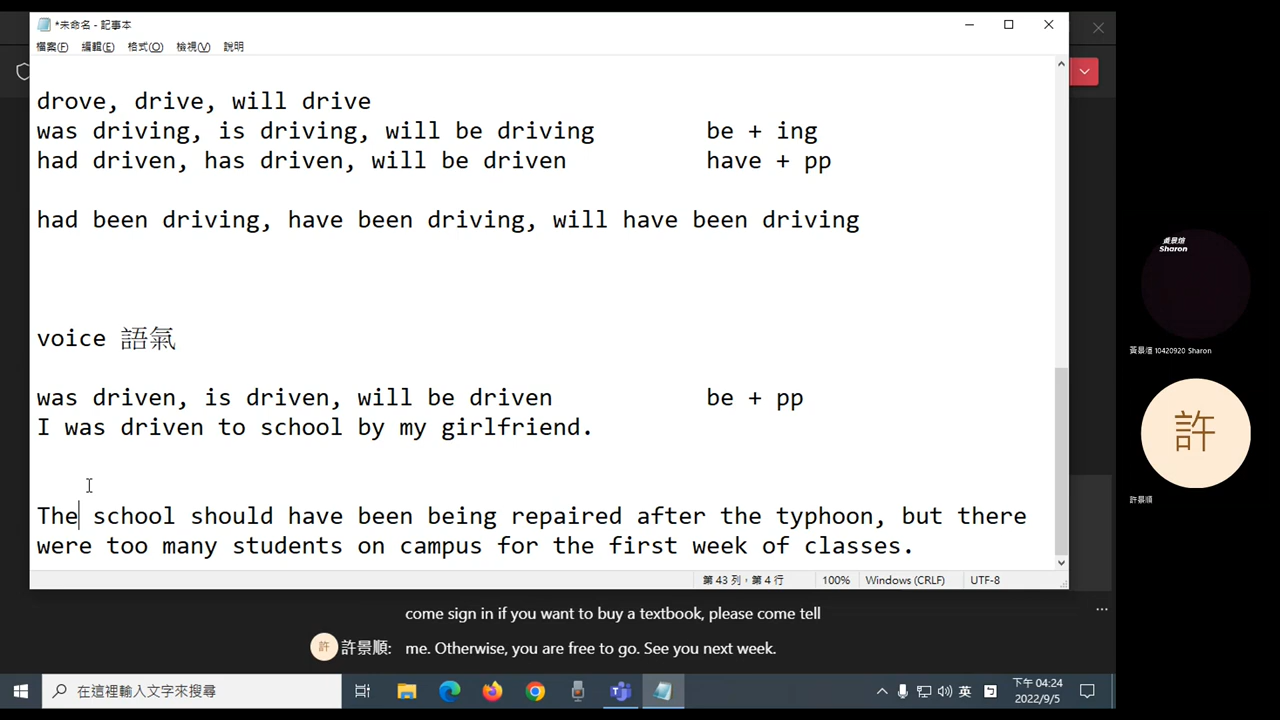 *未命名 - 記事本
檔案(F) 編輯(E) 格式(O) 檢視(V) 說明
drove, drive, will drive
was driving, is driving, will be driving be + ing
had driven, has driven, will be driven have + pp
had been driving, have been driving, will have been driving
voice 語氣
was driven, is driven, will be driven be + pp
I was driven to school by my girlfriend.
The school should have been being repaired after the typhoon, but there
were too many students on campus for the first week of classes.
第 43 列，第 4 行 100% Windows (CRLF) UTF-8
come sign in if you want to buy a textbook, please come tell
許 許景順: me. Otherwise, you are free to go. See you next week.
黃景煊
Sharon
黃景煊 10420920 Sharon
許
許景順
在這裡輸入文字來搜尋
英
下午 04:24
2022/9/5